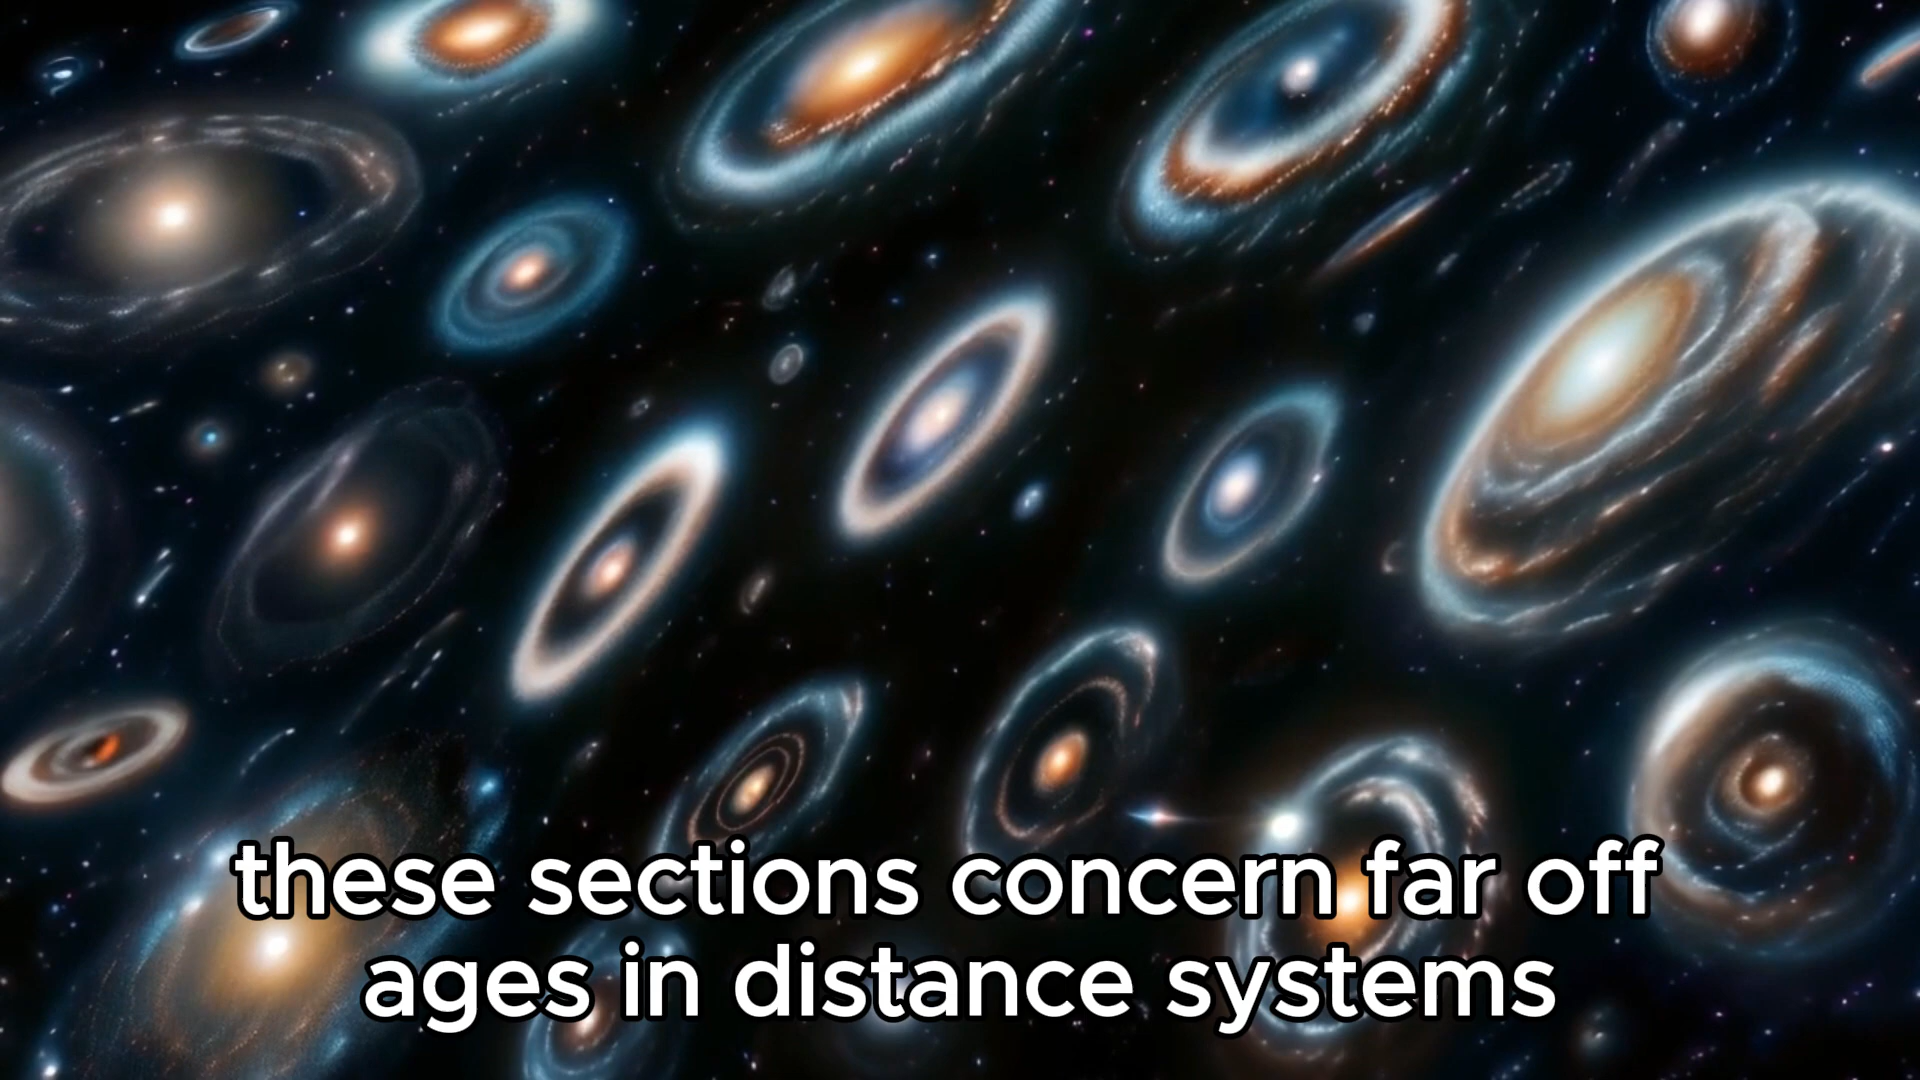 these sections concern far off
ages in distance systems